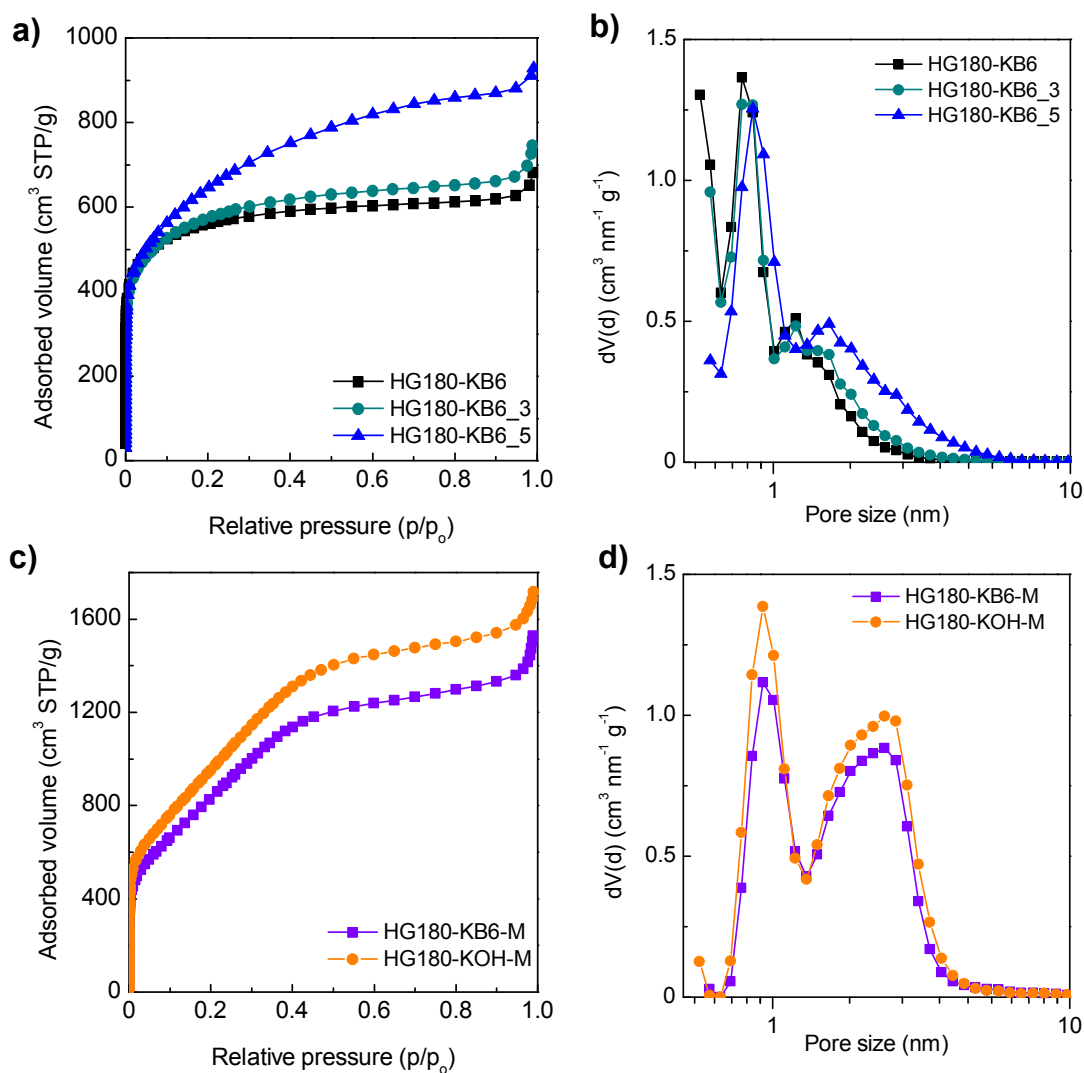 a)
Adsorbed volume (cm³ STP/g)
1000
800
600
400
200
0
HG180-KB6
HG180-KB6_3
HG180-KB6_5
0.0 0.2 0.4 0.6 0.8 1.0
Relative pressure (p/pₒ)
b)
dV(d) (cm³ nm⁻¹ g⁻¹)
1.5
1.0
0.5
0
HG180-KB6
HG180-KB6_3
HG180-KB6_5
1 10
Pore size (nm)
c)
Adsorbed volume (cm³ STP/g)
1600
1200
800
400
0
HG180-KB6-M
HG180-KOH-M
0.0 0.2 0.4 0.6 0.8 1.0
Relative pressure (p/pₒ)
d)
dV(d) (cm³ nm⁻¹ g⁻¹)
1.5
1.0
0.5
0
HG180-KB6-M
HG180-KOH-M
1 10
Pore size (nm)